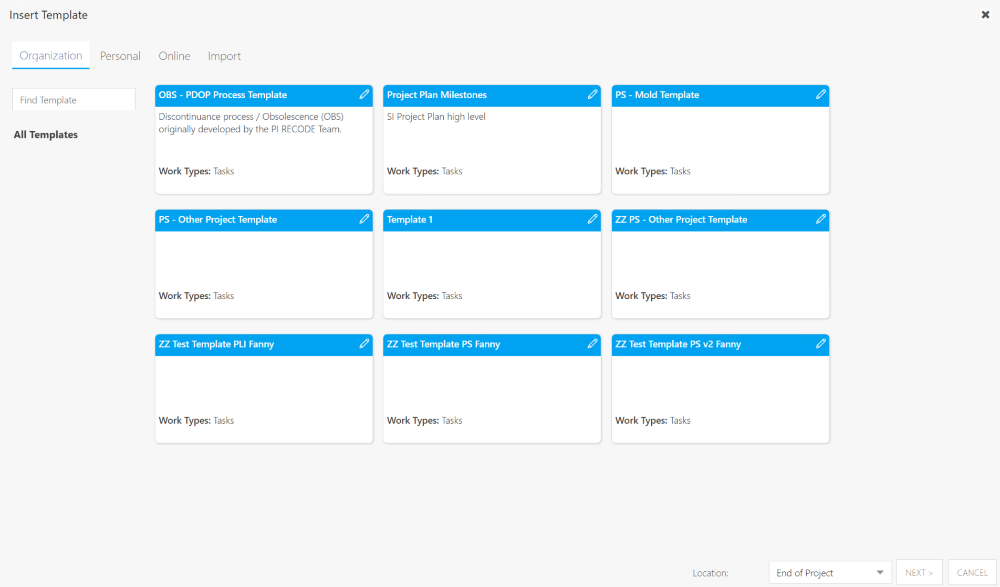 Insert Template
Organization
Personal
Online
Import
Find Template
All Templates
OBS - PDOP Process Template
Discontinuance process / Obsolescence (OBS)
originally developed by the PI RECODE Team.
Work Types: Tasks
Project Plan Milestones
SI Project Plan high level
Work Types: Tasks
PS - Mold Template
Work Types: Tasks
PS - Other Project Template
Work Types: Tasks
Template 1
Work Types: Tasks
ZZ PS - Other Project Template
Work Types: Tasks
ZZ Test Template PLI Fanny
Work Types: Tasks
ZZ Test Template PS Fanny
Work Types: Tasks
ZZ Test Template PS v2 Fanny
Work Types: Tasks
Location:
End of Project
NEXT >
CANCEL